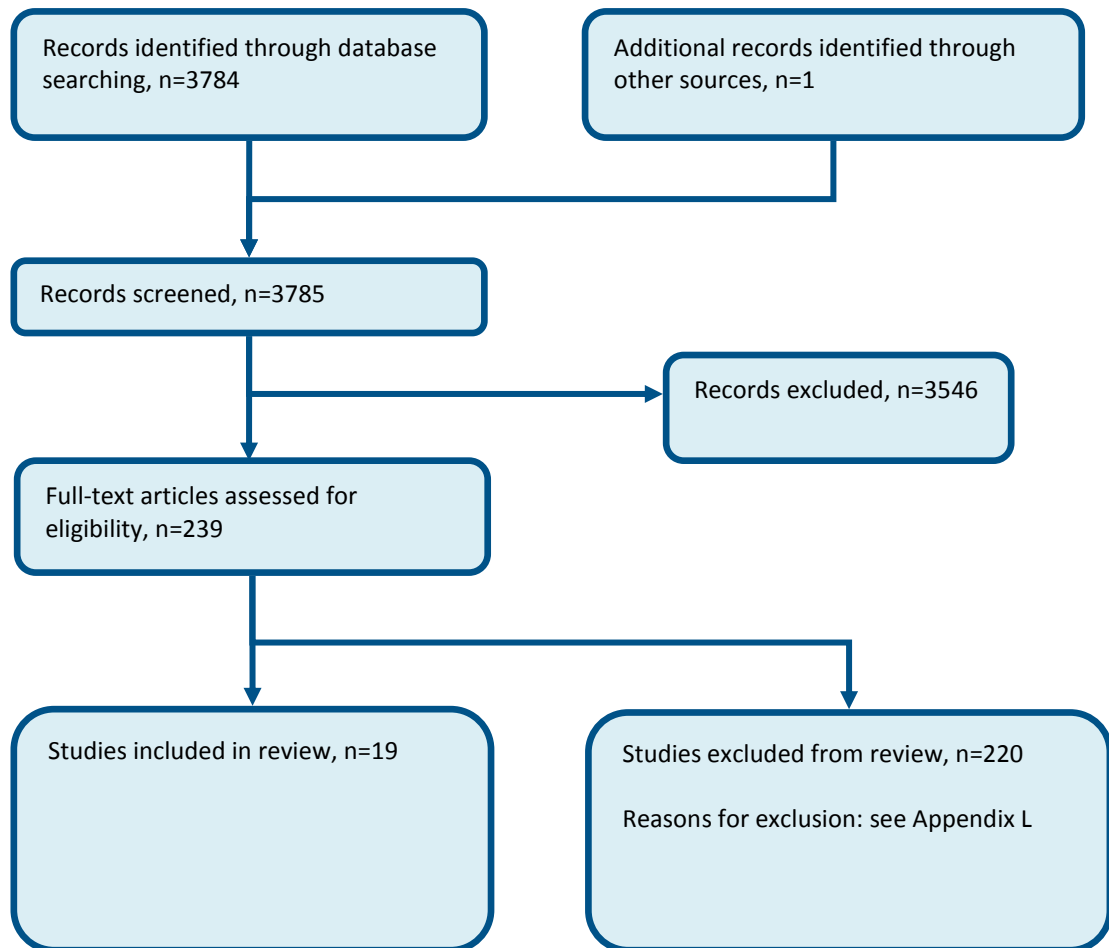 Records identified through database
searching, n=3784
Additional records identified through
other sources, n=1
Records screened, n=3785
Records excluded, n=3546
Full-text articles assessed for
eligibility, n=239
Studies included in review, n=19
Studies excluded from review, n=220
Reasons for exclusion: see Appendix L